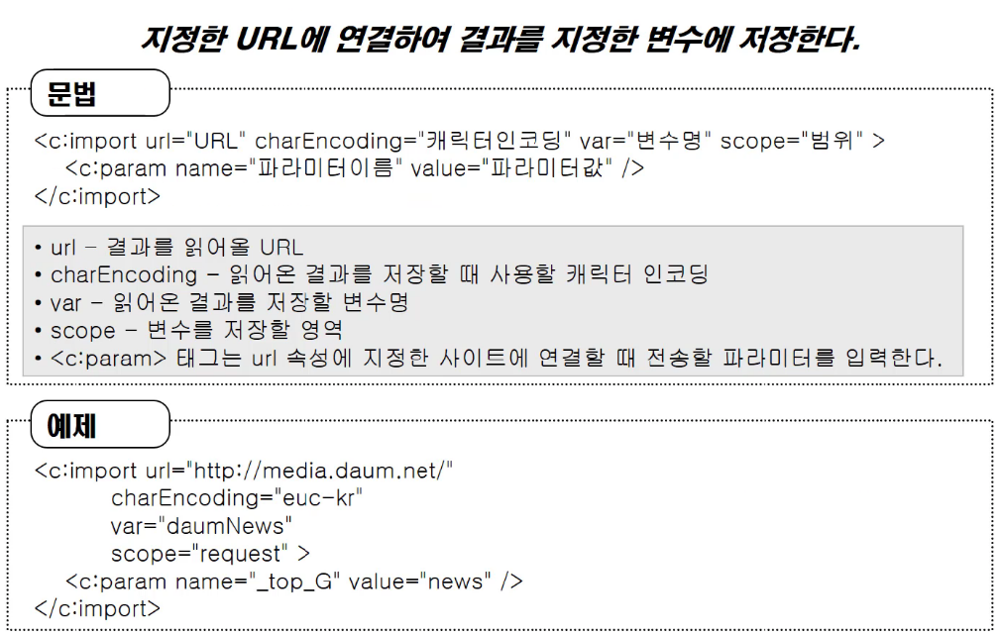 지정한 URL에 연결하여 결과를 지정한 변수에 저장한다.
문법
<c:import url="URL" charEncoding="캐릭터인코딩" var="변수명" scope="범위" >
<c:param name="파라미터이름" value="파라미터값" />
</c:import>
• url - 결과를 읽어올 URL
• charEncoding - 읽어온 결과를 저장할 때 사용할 캐릭터 인코딩
• var - 읽어온 결과를 저장할 변수명
• scope - 변수를 저장할 영역
• <c:param> 태그는 url 속성에 지정한 사이트에 연결할 때 전송할 파라미터를 입력한다.
예제
<c:import url="http://media.daum.net/"
charEncoding="euc-kr"
var="daumNews"
scope="request" >
<c:param name="_top_G" value="news" />
</c:import>